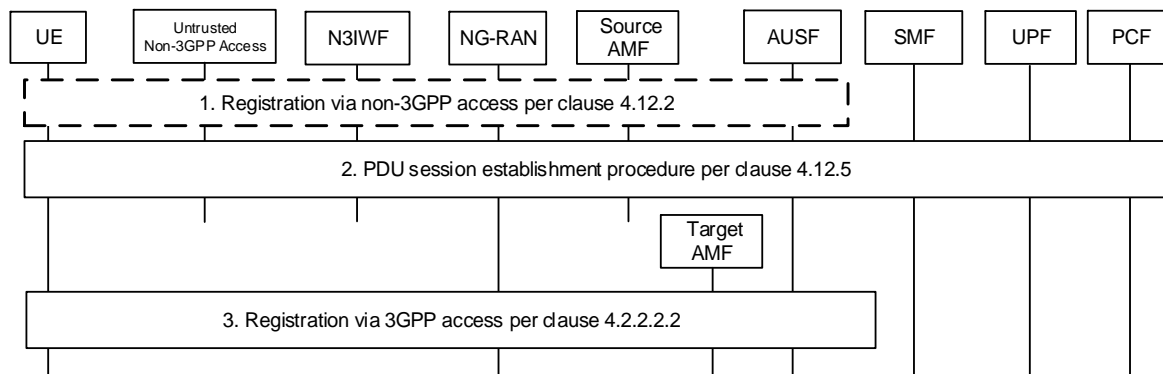 UE
Untrusted
Non-3GPP Access
N3IWF
NG-RAN
Source
AMF
AUSF
SMF
UPF
PCF
1. Registration via non-3GPP access per clause 4.12.2
2. PDU session establishment procedure per clause 4.12.5
Target
AMF
3. Registration via 3GPP access per clause 4.2.2.2.2